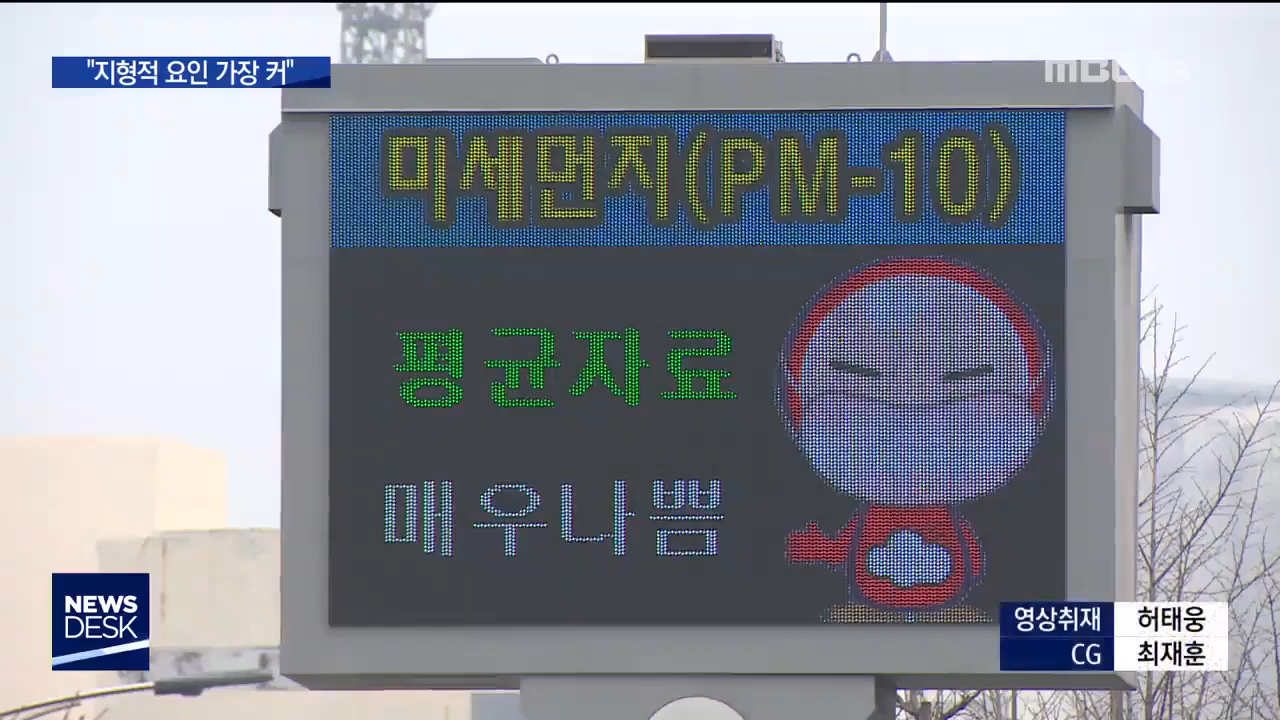 "지형적 요인 가장 커"
MBC
미세먼지(PM-10)
평균자료
매우나쁨
NEWS
DESK
영상취재 허태웅
CG 최재훈